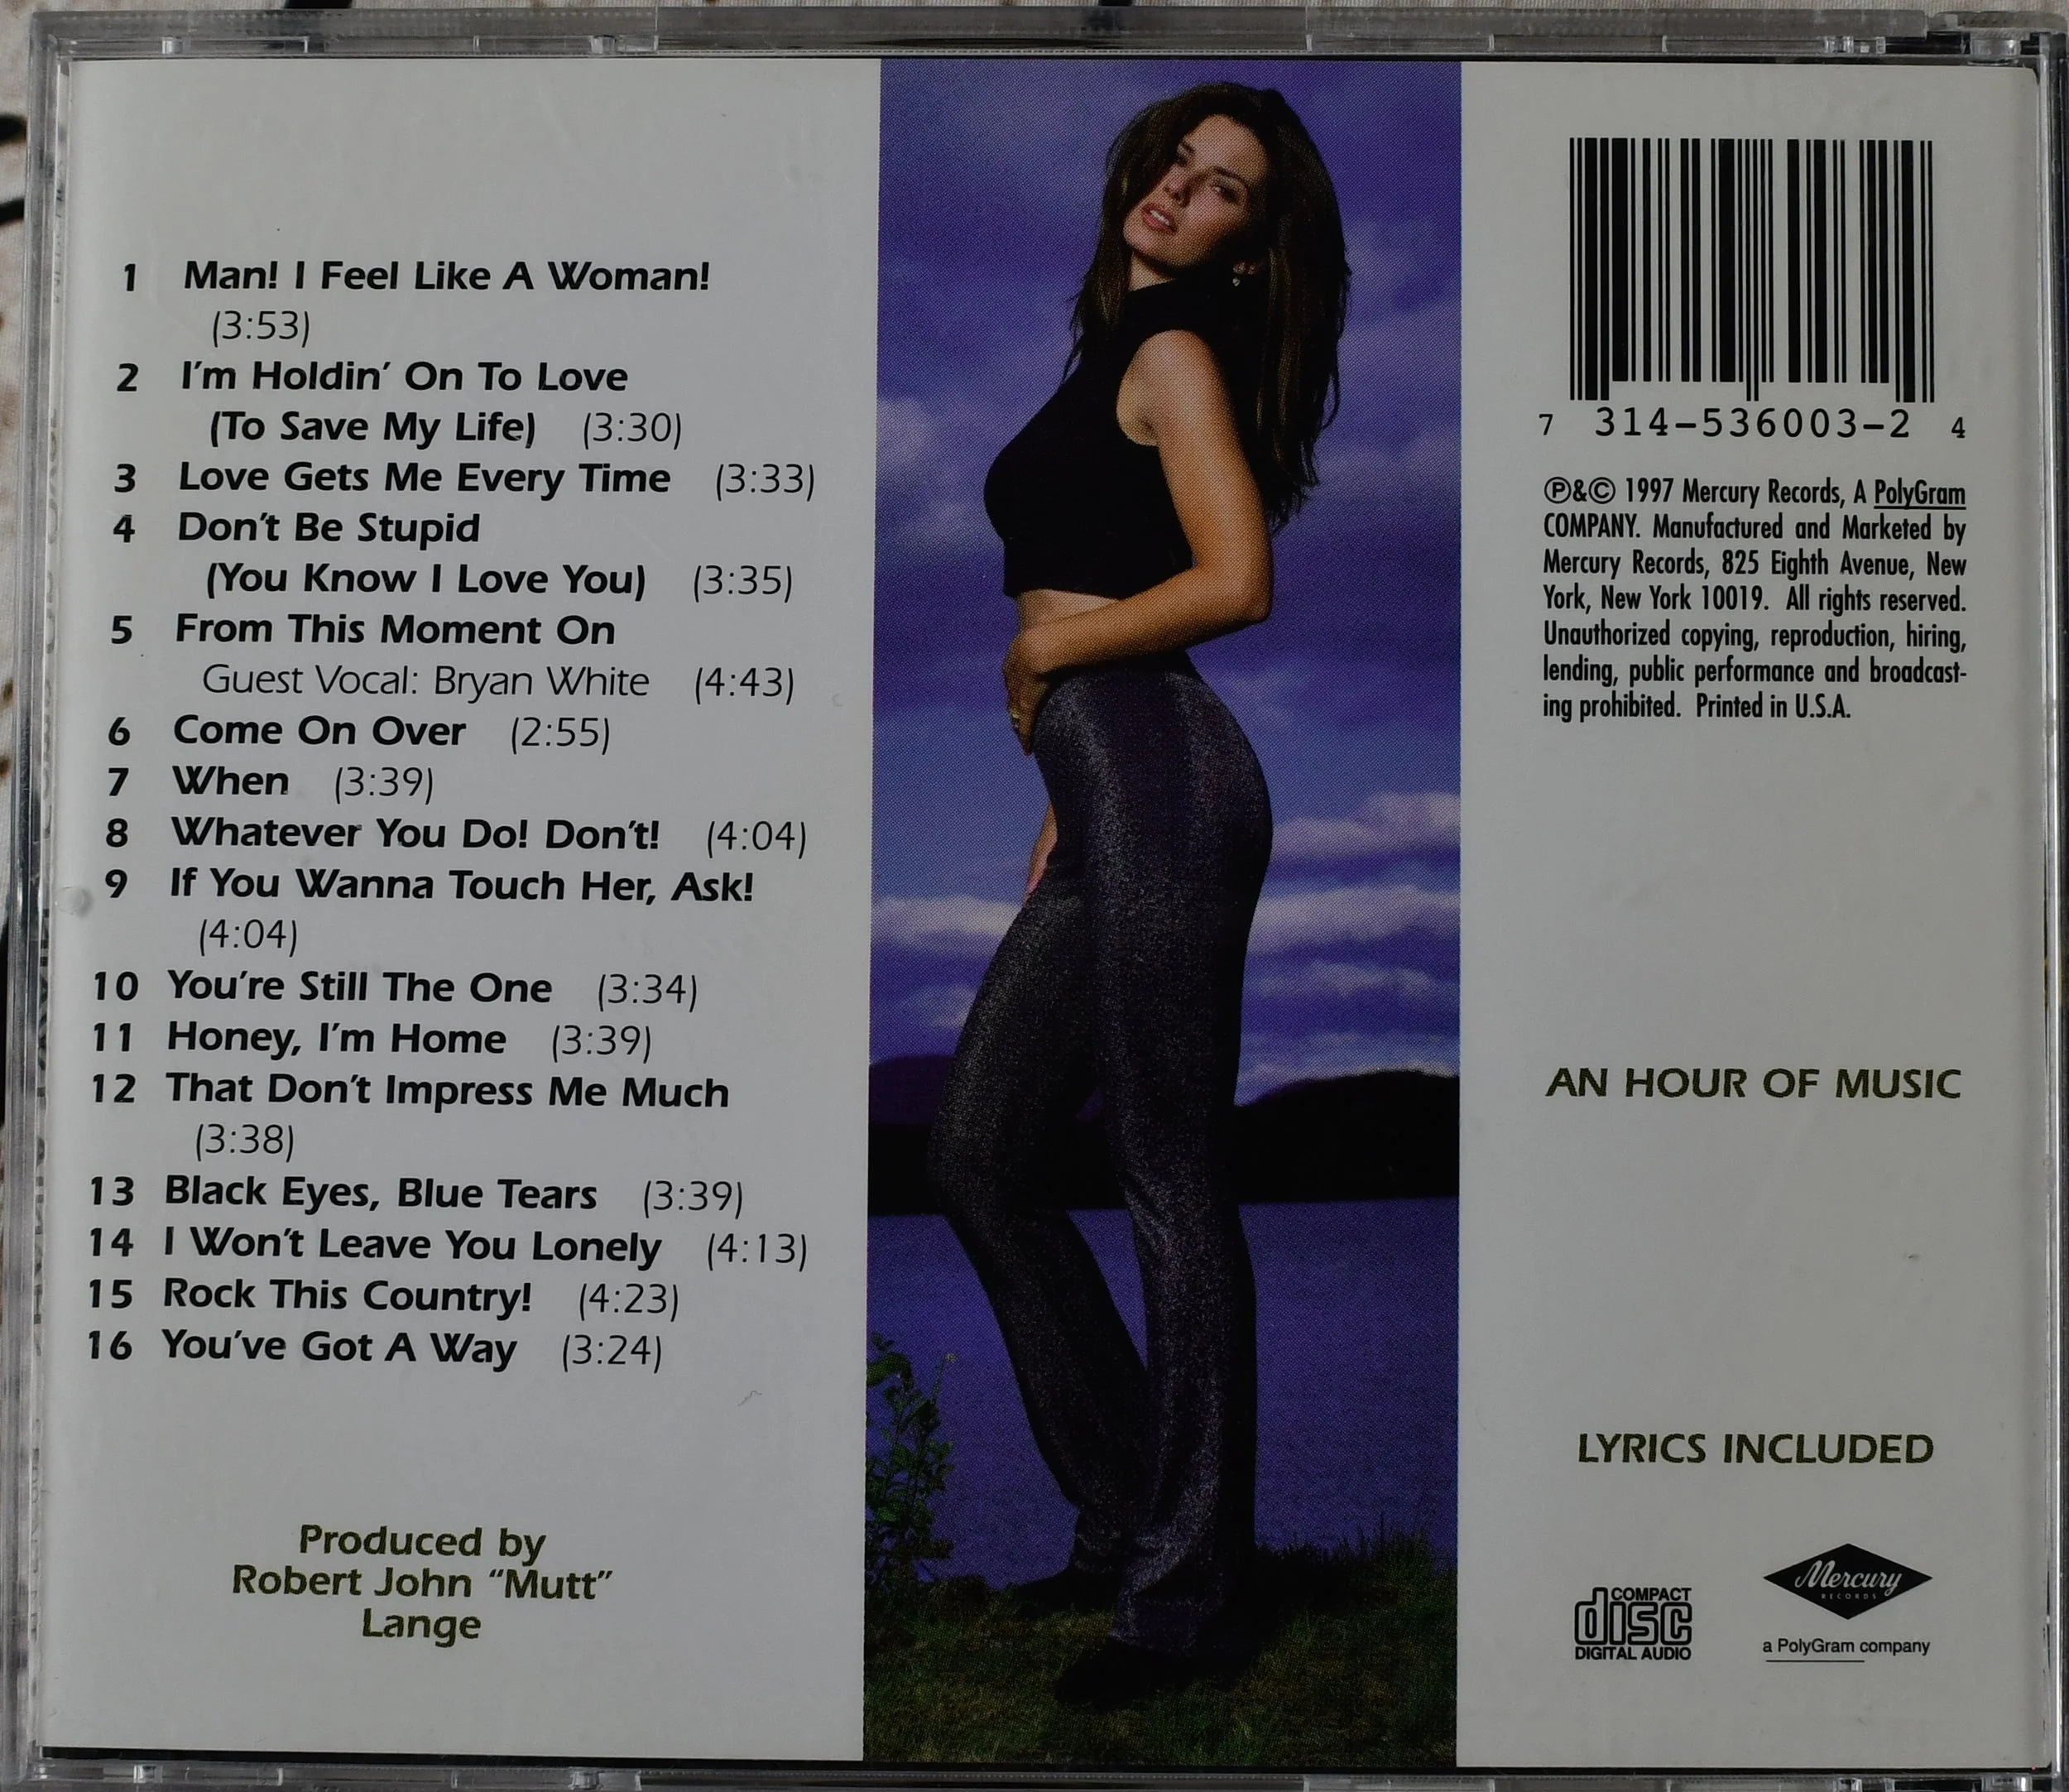 1 Man! I Feel Like A Woman!
(3:53)
2 I'm Holdin' On To Love
(To Save My Life) (3:30)
3 Love Gets Me Every Time (3:33)
4 Don't Be Stupid
(You Know I Love You) (3:35)
5 From This Moment On
Guest Vocal: Bryan White (4:43)
6 Come On Over (2:55)
7 When (3:39)
8 Whatever You Do! Don't! (4:04)
9 If You Wanna Touch Her, Ask!
(4:04)
10 You're Still The One (3:34)
11 Honey, I'm Home (3:39)
12 That Don't Impress Me Much
(3:38)
13 Black Eyes, Blue Tears (3:39)
14 I Won't Leave You Lonely (4:13)
15 Rock This Country! (4:23)
16 You've Got A Way (3:24)
Produced by
Robert John “Mutt”
Lange
7 314-536003-2 4
℗&© 1997 Mercury Records, A PolyGram
COMPANY. Manufactured and Marketed by
Mercury Records, 825 Eighth Avenue, New
York, New York 10019. All rights reserved.
Unauthorized copying, reproduction, hiring,
lending, public performance and broadcast-
ing prohibited. Printed in U.S.A.
AN HOUR OF MUSIC
LYRICS INCLUDED
COMPACT
disc
DIGITAL AUDIO
Mercury
RECORDS
a PolyGram company